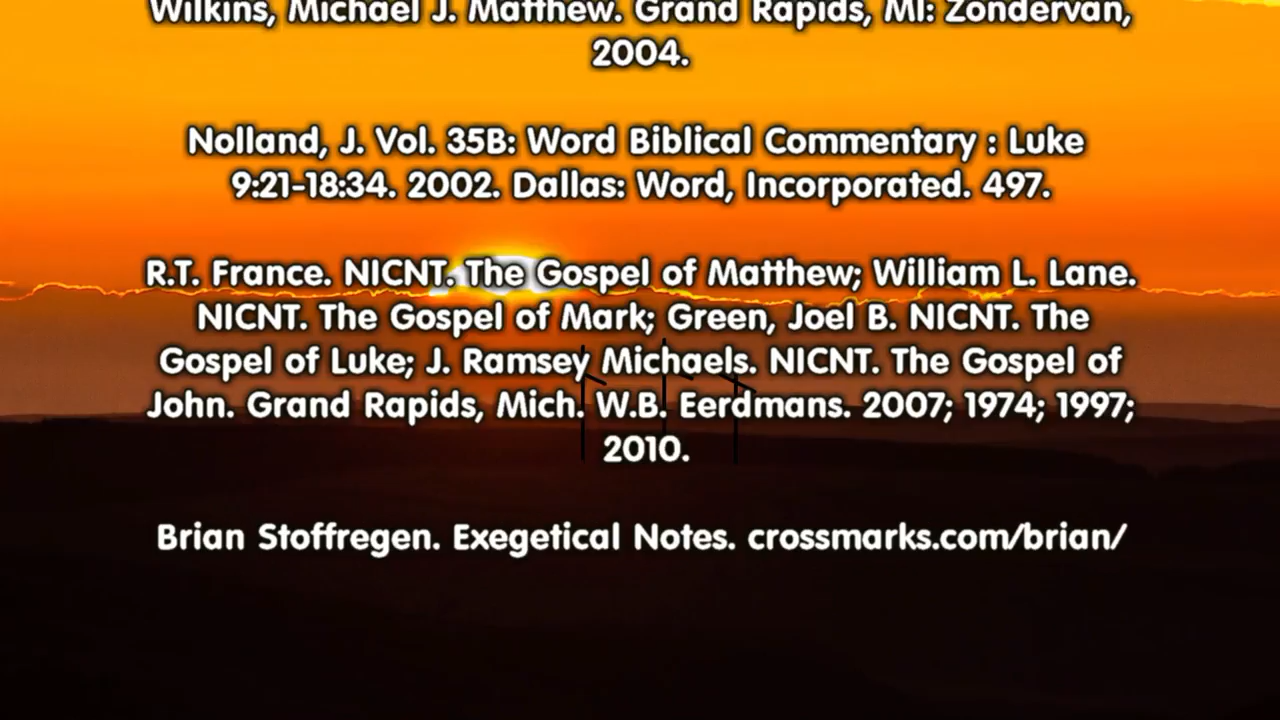 Wilkins, Michael J. Matthew. Grand Rapids, MI: Zondervan,
2004.
Nolland, J. Vol. 35B: Word Biblical Commentary : Luke
9:21-18:34. 2002. Dallas: Word, Incorporated. 497.
R.T. France. NICNT. The Gospel of Matthew; William L. Lane.
NICNT. The Gospel of Mark; Green, Joel B. NICNT. The
Gospel of Luke; J. Ramsey Michaels. NICNT. The Gospel of
John. Grand Rapids, Mich. W.B. Eerdmans. 2007; 1974; 1997;
2010.
Brian Stoffregen. Exegetical Notes. crossmarks.com/brian/